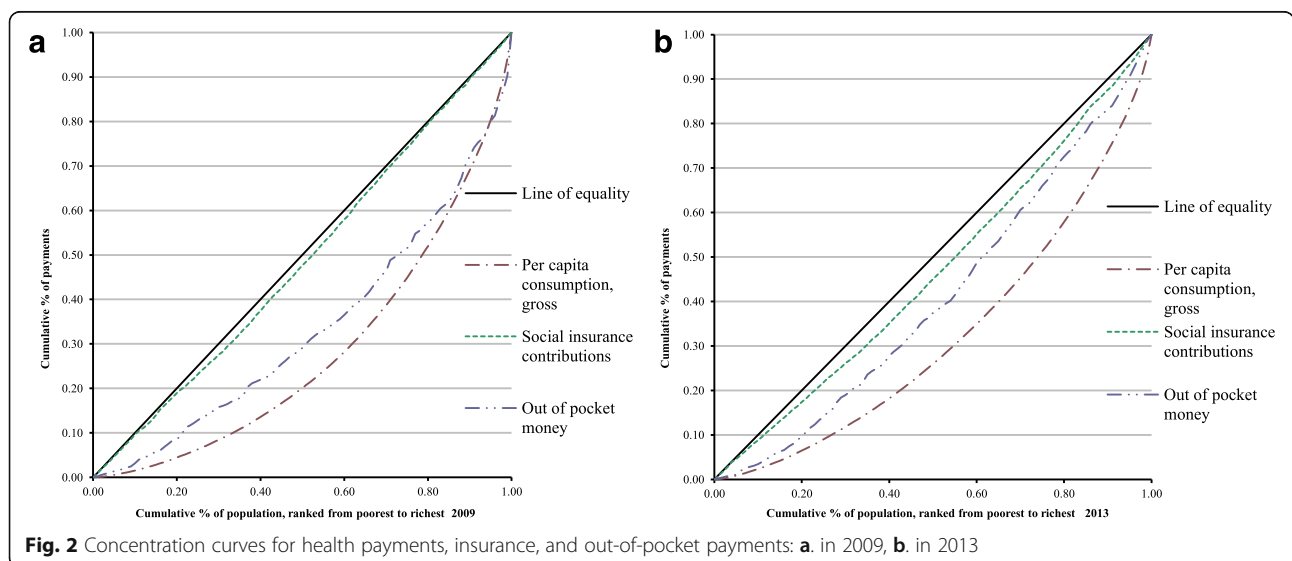 a
1.00
0.90
0.80
0.70
0.60
0.50
0.40
0.30
0.20
0.10
0.00
Cumulative % of payments
0.00 0.20 0.40 0.60 0.80 1.00
Cumulative % of population, ranked from poorest to richest 2009
Line of equality
Per capita
consumption,
gross
Social insurance
contributions
Out of pocket
money
b
1.00
0.90
0.80
0.70
0.60
0.50
0.40
0.30
0.20
0.10
0.00
Cumulative % of payments
0.00 0.20 0.40 0.60 0.80 1.00
Cumulative % of population, ranked from poorest to richest 2013
Line of equality
Per capita
consumption,
gross
Social insurance
contributions
Out of pocket
money
Fig. 2 Concentration curves for health payments, insurance, and out-of-pocket payments: a. in 2009, b. in 2013